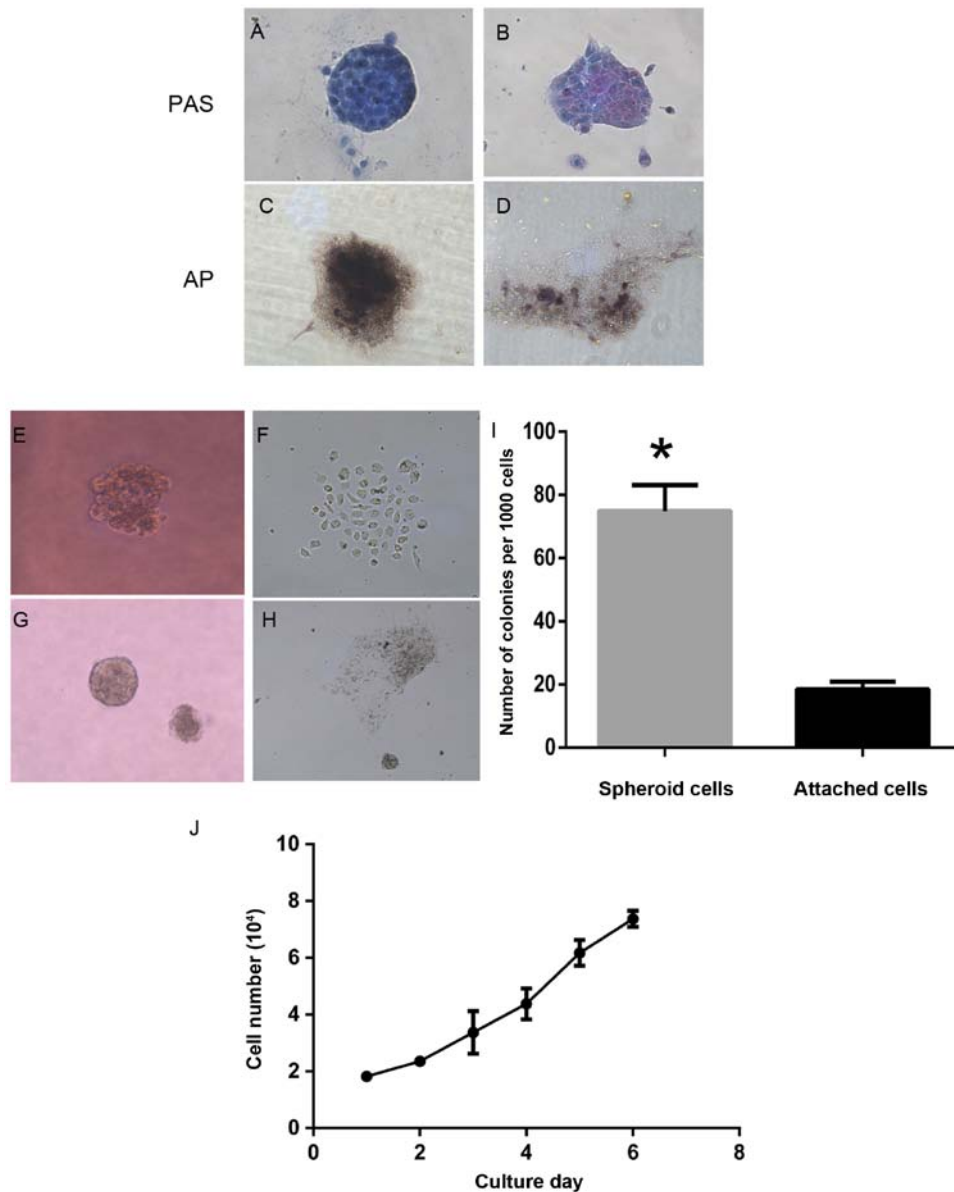 A
B
PAS
C
D
AP
E
F
G
H
I
100
80
60
40
20
0
Number of colonies per 1000 cells
*
Spheroid cells
Attached cells
J
10
8
6
4
2
0
Cell number (10⁴)
0
2
4
6
8
Culture day